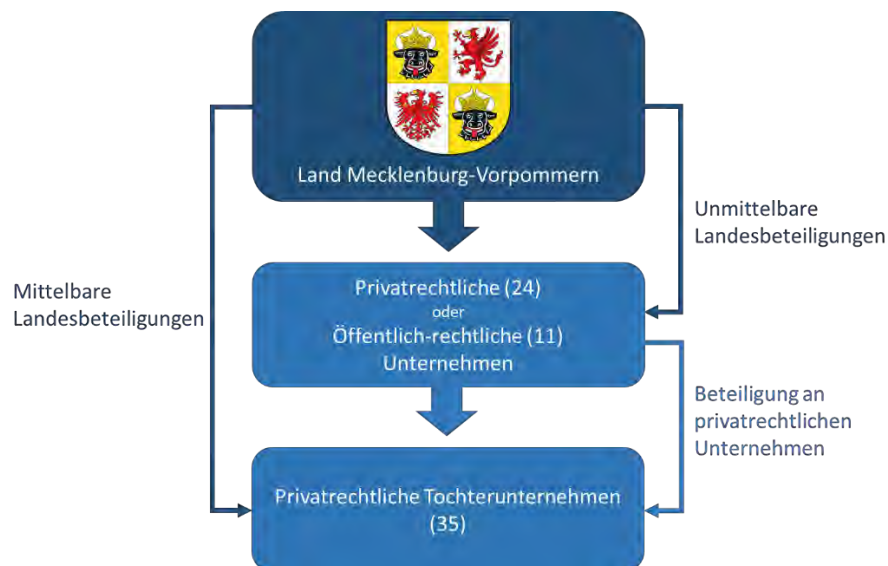 Land Mecklenburg-Vorpommern
Unmittelbare
Landesbeteiligungen
Mittelbare
Landesbeteiligungen
Privatrechtliche (24)
oder
Öffentlich-rechtliche (11)
Unternehmen
Beteiligung an
privatrechtlichen
Unternehmen
Privatrechtliche Tochterunternehmen
(35)